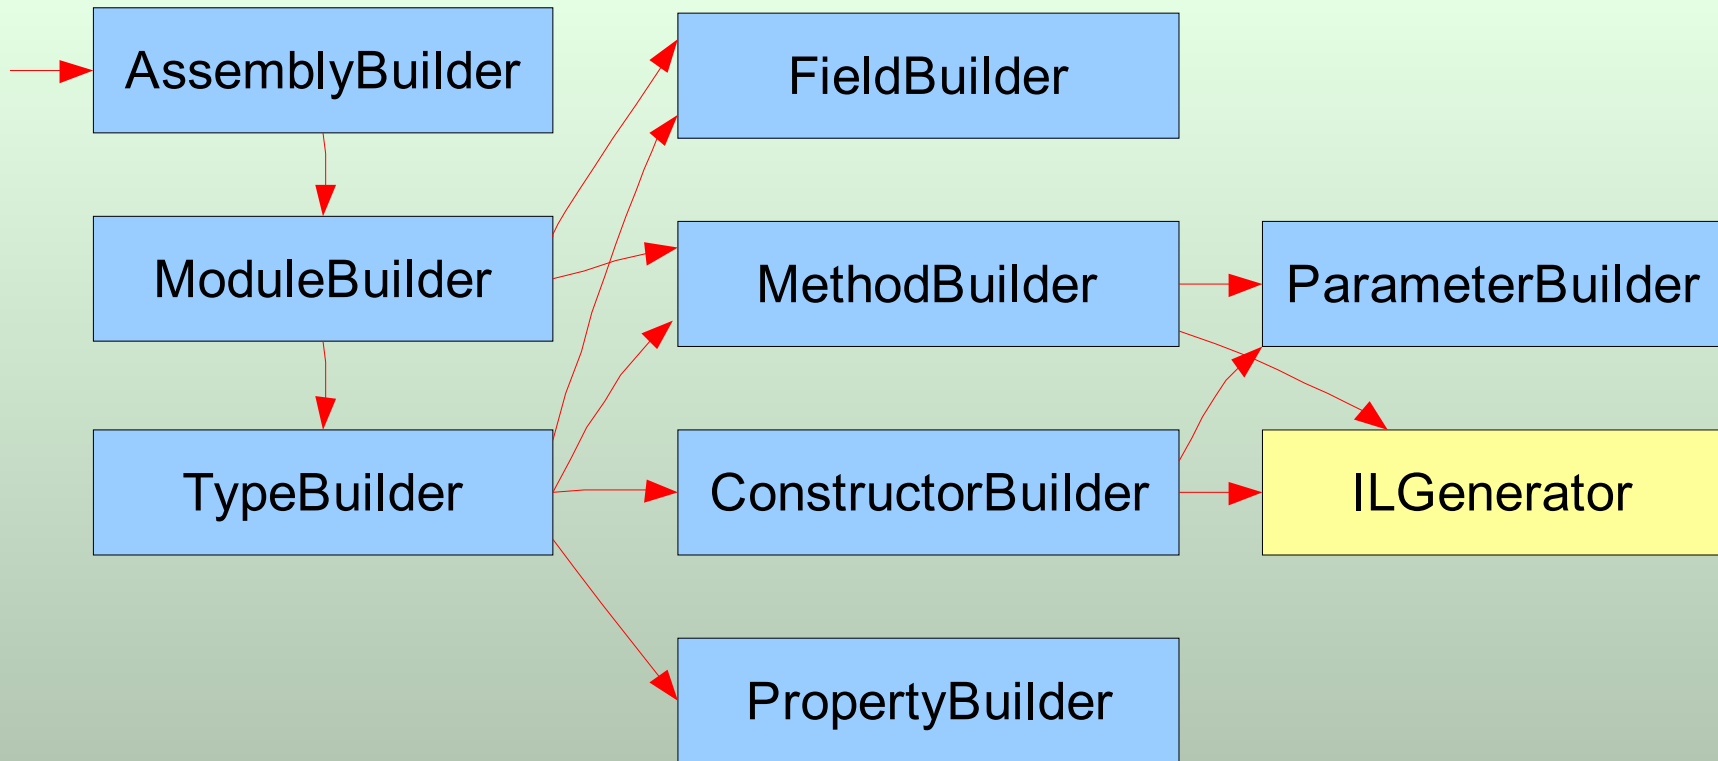 AssemblyBuilder
FieldBuilder
ModuleBuilder
MethodBuilder
ParameterBuilder
TypeBuilder
ConstructorBuilder
ILGenerator
PropertyBuilder